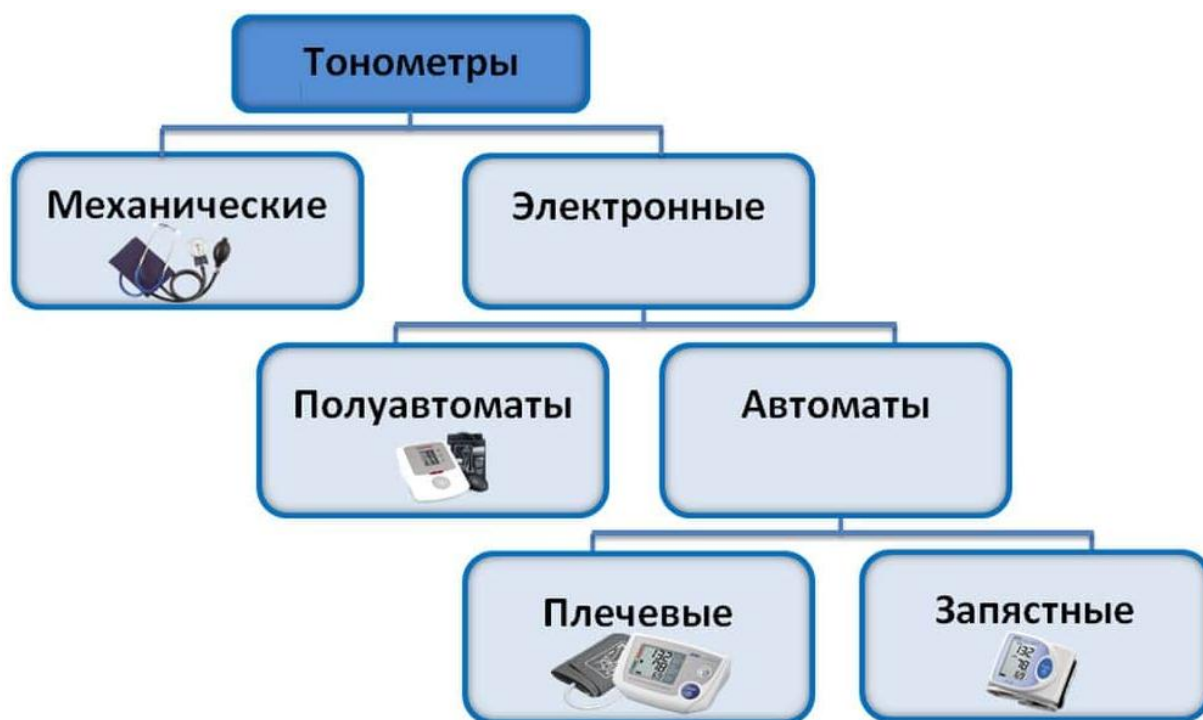 Тонометры
Механические
Электронные
Полуавтоматы
Автоматы
Плечевые
Запястные